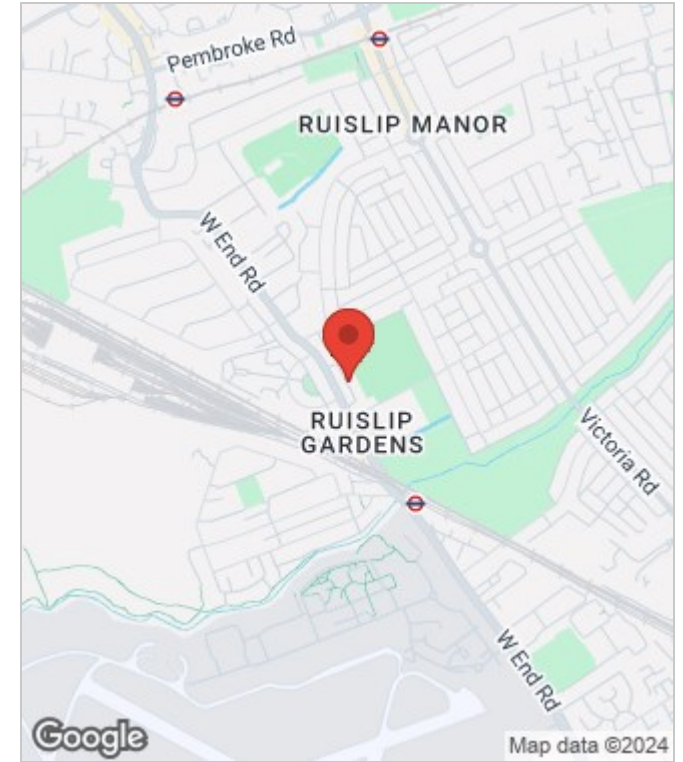 Pembroke Rd
RUISLIP MANOR
W End Rd
RUISLIP
GARDENS
Victoria Rd
W End Rd
Google
Map data ©2024